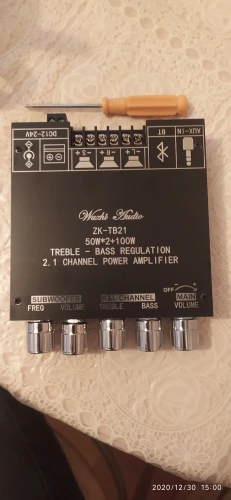 DC12-24V
- S +
- R +
- L +
BT
AUX-IN
Wuzhi Audio
ZK-TB21
50W*2+100W
TREBLE - BASS REGULATION
2.1 CHANNEL POWER AMPLIFIER
OFF
SUBWOOFER
R&L CHANNEL
MAIN
FREQ
VOLUME
TREBLE
BASS
VOLUME
2020/12/30 15:00